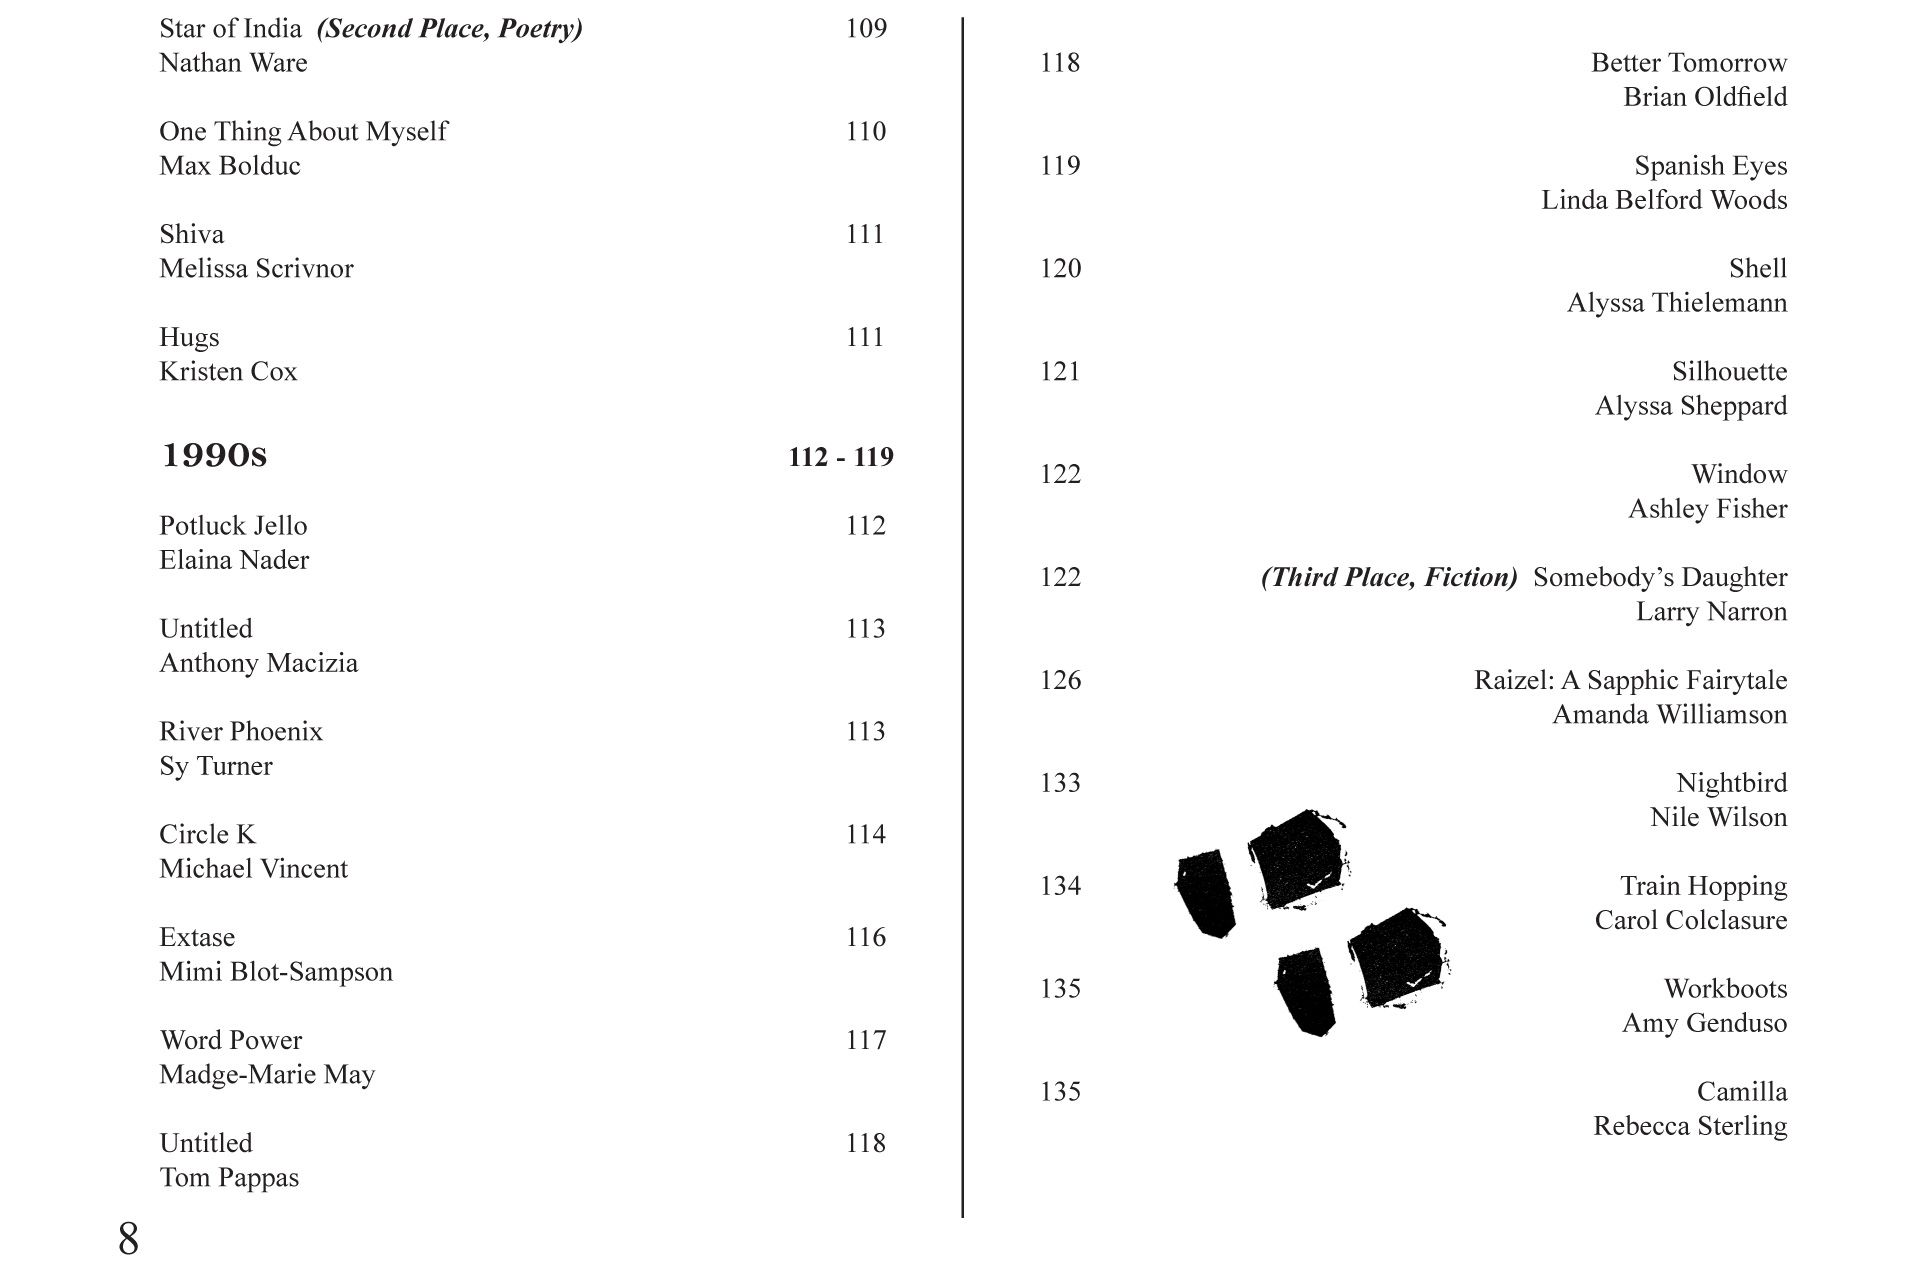 Star of India (Second Place, Poetry) 109
Nathan Ware
One Thing About Myself 110
Max Bolduc
Shiva 111
Melissa Scrivnor
Hugs 111
Kristen Cox
1990s 112 - 119
Potluck Jello 112
Elaina Nader
Untitled 113
Anthony Macizia
River Phoenix 113
Sy Turner
Circle K 114
Michael Vincent
Extase 116
Mimi Blot-Sampson
Word Power 117
Madge-Marie May
Untitled 118
Tom Pappas
8
118 Better Tomorrow
Brian Oldfield
119 Spanish Eyes
Linda Belford Woods
120 Shell
Alyssa Thielemann
121 Silhouette
Alyssa Sheppard
122 Window
Ashley Fisher
122 (Third Place, Fiction) Somebody’s Daughter
Larry Narron
126 Raizel: A Sapphic Fairytale
Amanda Williamson
133 Nightbird
Nile Wilson
134 Train Hopping
Carol Colclasure
135 Workboots
Amy Genduso
135 Camilla
Rebecca Sterling